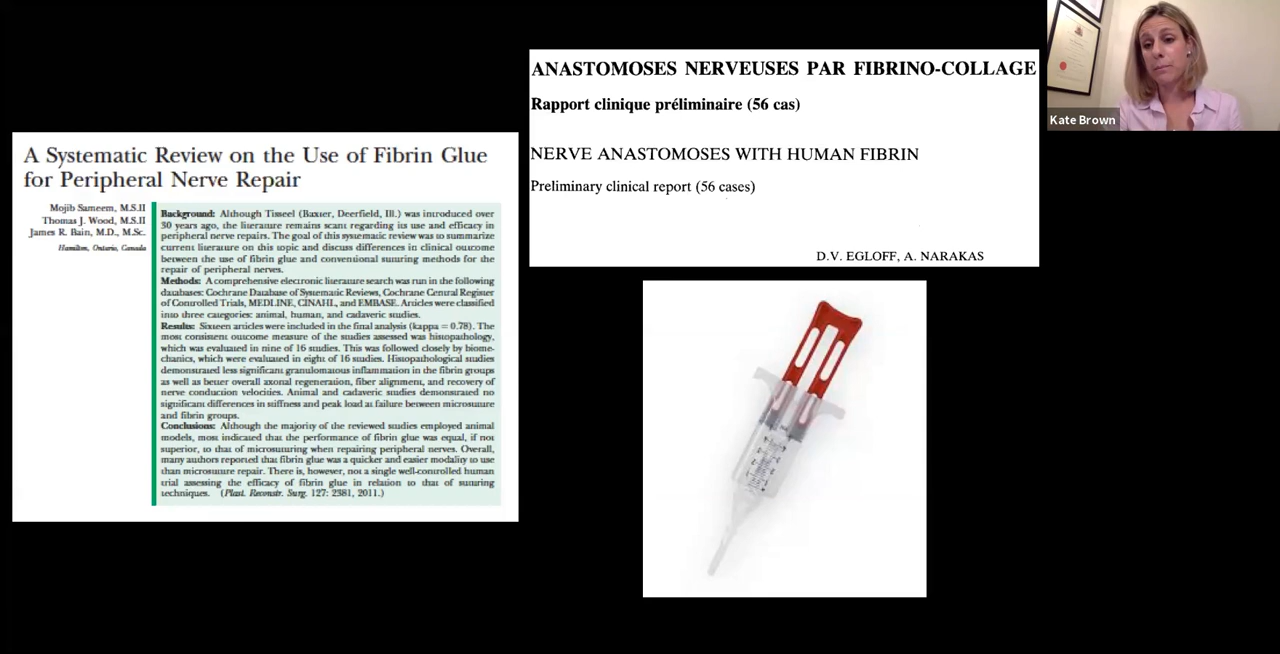 A Systematic Review on the Use of Fibrin Glue
for Peripheral Nerve Repair
Mojib Sameem, M.S.II
Thomas J. Wood, M.S.II
James R. Bain, M.D., M.Sc.
Hamilton, Ontario, Canada
Background: Although Tisseel (Baxter, Deerfield, Ill.) was introduced over
30 years ago, the literature remains scant regarding its use and efficacy in
peripheral nerve repairs. The goal of this systematic review was to summarize
current literature on this topic and discuss differences in clinical outcome
between the use of fibrin glue and conventional suturing methods for the
repair of peripheral nerves.
Methods: A comprehensive electronic literature search was run in the following
databases: Cochrane Database of Systematic Reviews, Cochrane Central Register
of Controlled Trials, MEDLINE, CINAHL, and EMBASE. Articles were classified
into three categories: animal, human, and cadaveric studies.
Results: Sixteen articles were included in the final analysis (kappa = 0.78). The
most consistent outcome measure of the studies assessed was histopathology,
which was evaluated in nine of 16 studies. This was followed closely by biome-
chanics, which were evaluated in eight of 16 studies. Histopathological studies
demonstrated less significant granulomatous inflammation in the fibrin groups
as well as better overall axonal regeneration, fiber alignment, and recovery of
nerve conduction velocities. Animal and cadaveric studies demonstrated no
significant differences in stiffness and peak load at failure between microsuture
and fibrin groups.
Conclusions: Although the majority of the reviewed studies employed animal
models, most indicated that the performance of fibrin glue was equal, if not
superior, to that of microsuturing when repairing peripheral nerves. Overall,
many authors reported that fibrin glue was a quicker and easier modality to use
than microsuture repair. There is, however, not a single well-controlled human
trial assessing the efficacy of fibrin glue in relation to that of suturing
techniques. (Plast. Reconstr. Surg. 127: 2381, 2011.)
ANASTOMOSES NERVEUSES PAR FIBRINO-COLLAGE
Rapport clinique préliminaire (56 cas)
NERVE ANASTOMOSES WITH HUMAN FIBRIN
Preliminary clinical report (56 cases)
D.V. EGLOFF, A. NARAKAS
Kate Brown